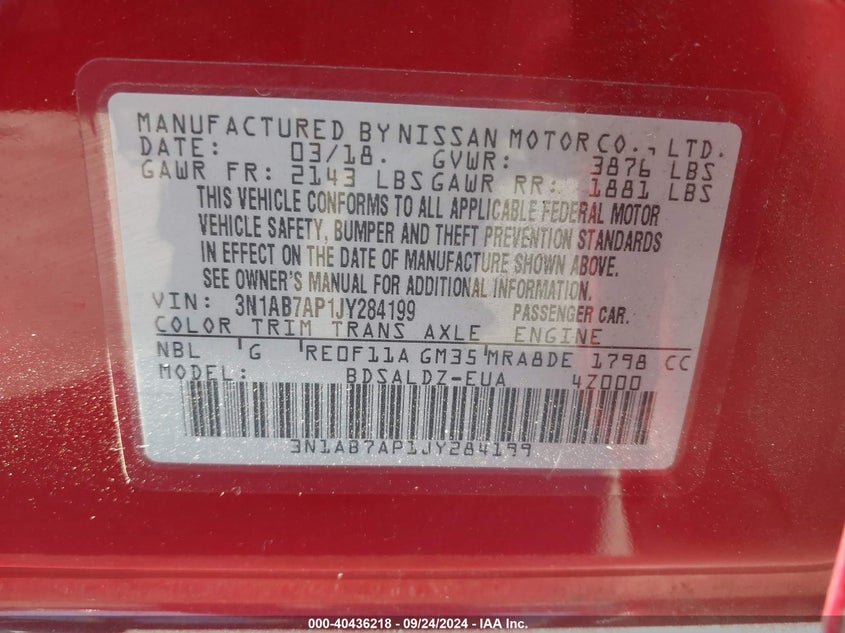 MANUFACTURED BY NISSAN MOTOR CO., LTD.
DATE: 03/18. GVWR: 3876 LBS
GAWR FR: 2143 LBS GAWR RR: 1881 LBS
THIS VEHICLE CONFORMS TO ALL APPLICABLE FEDERAL MOTOR
VEHICLE SAFETY, BUMPER AND THEFT PREVENTION STANDARDS
IN EFFECT ON THE DATE OF MANUFACTURE SHOWN ABOVE.
SEE OWNER'S MANUAL FOR ADDITIONAL INFORMATION.
VIN: 3N1AB7AP1JY284199 PASSENGER CAR.
COLOR TRIM TRANS AXLE ENGINE
NBL G RE0F11A GM35 MRA8DE 1798 CC
MODEL: BDSALDZ-EUA 4Z000
3N1AB7AP1JY284199
000-40436218 - 09/24/2024 - IAA Inc.